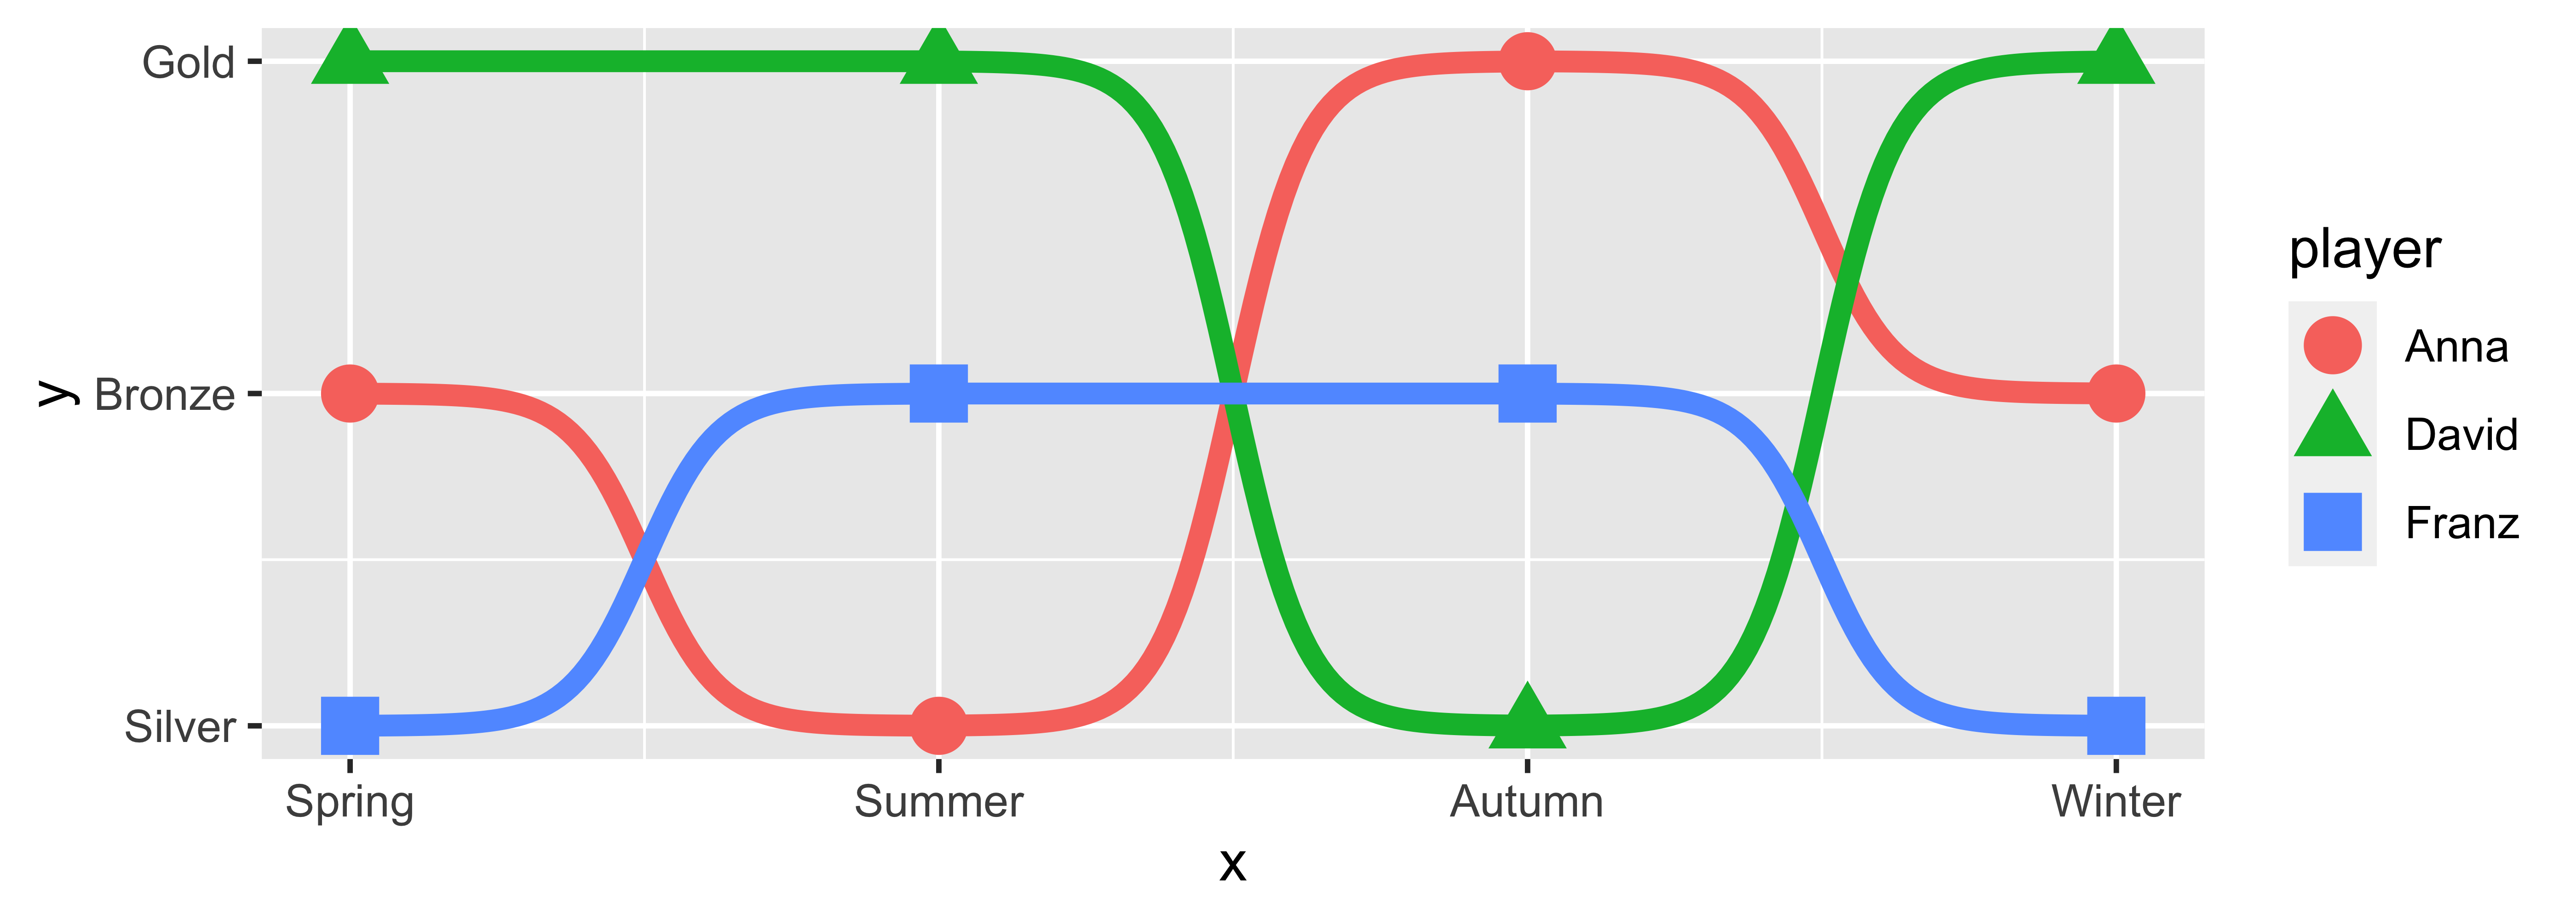 Gold
Bronze
Silver
y
Spring
Summer
Autumn
Winter
x
player
Anna
David
Franz